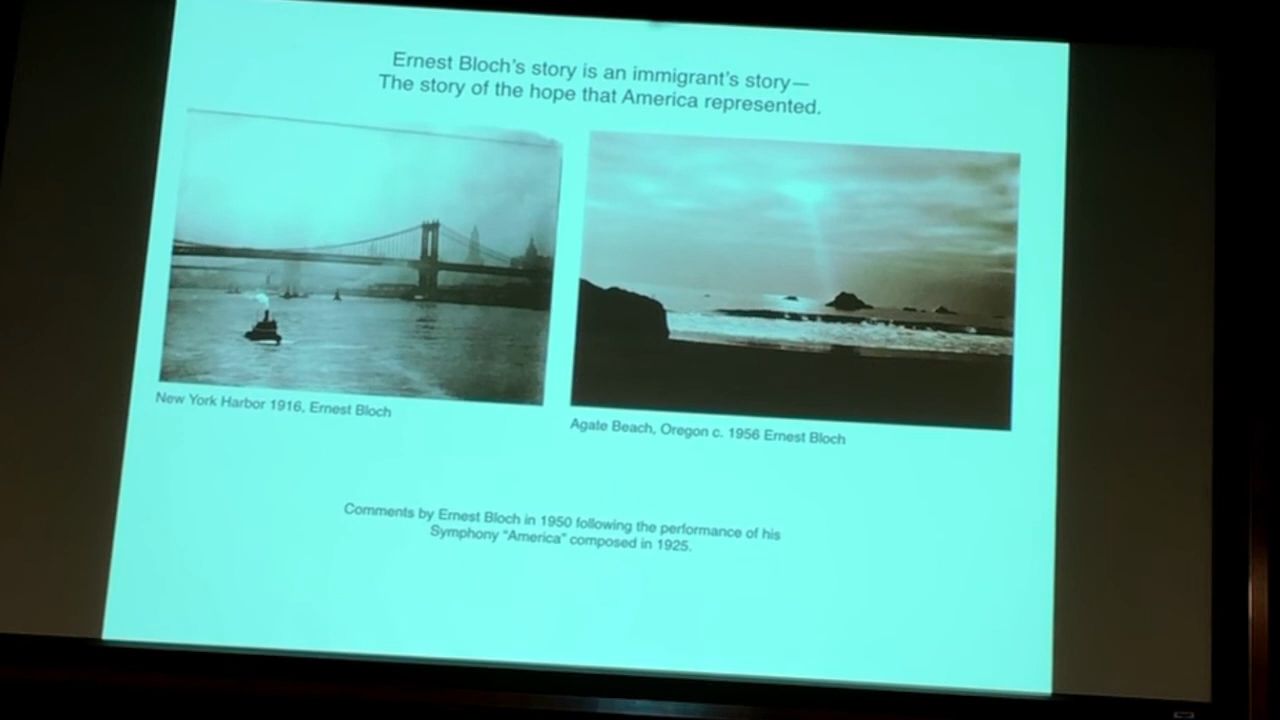 Ernest Bloch's story is an immigrant's story—
The story of the hope that America represented.
New York Harbor 1916, Ernest Bloch
Agate Beach, Oregon c. 1956 Ernest Bloch
Comments by Ernest Bloch in 1950 following the performance of his
Symphony "America" composed in 1925.